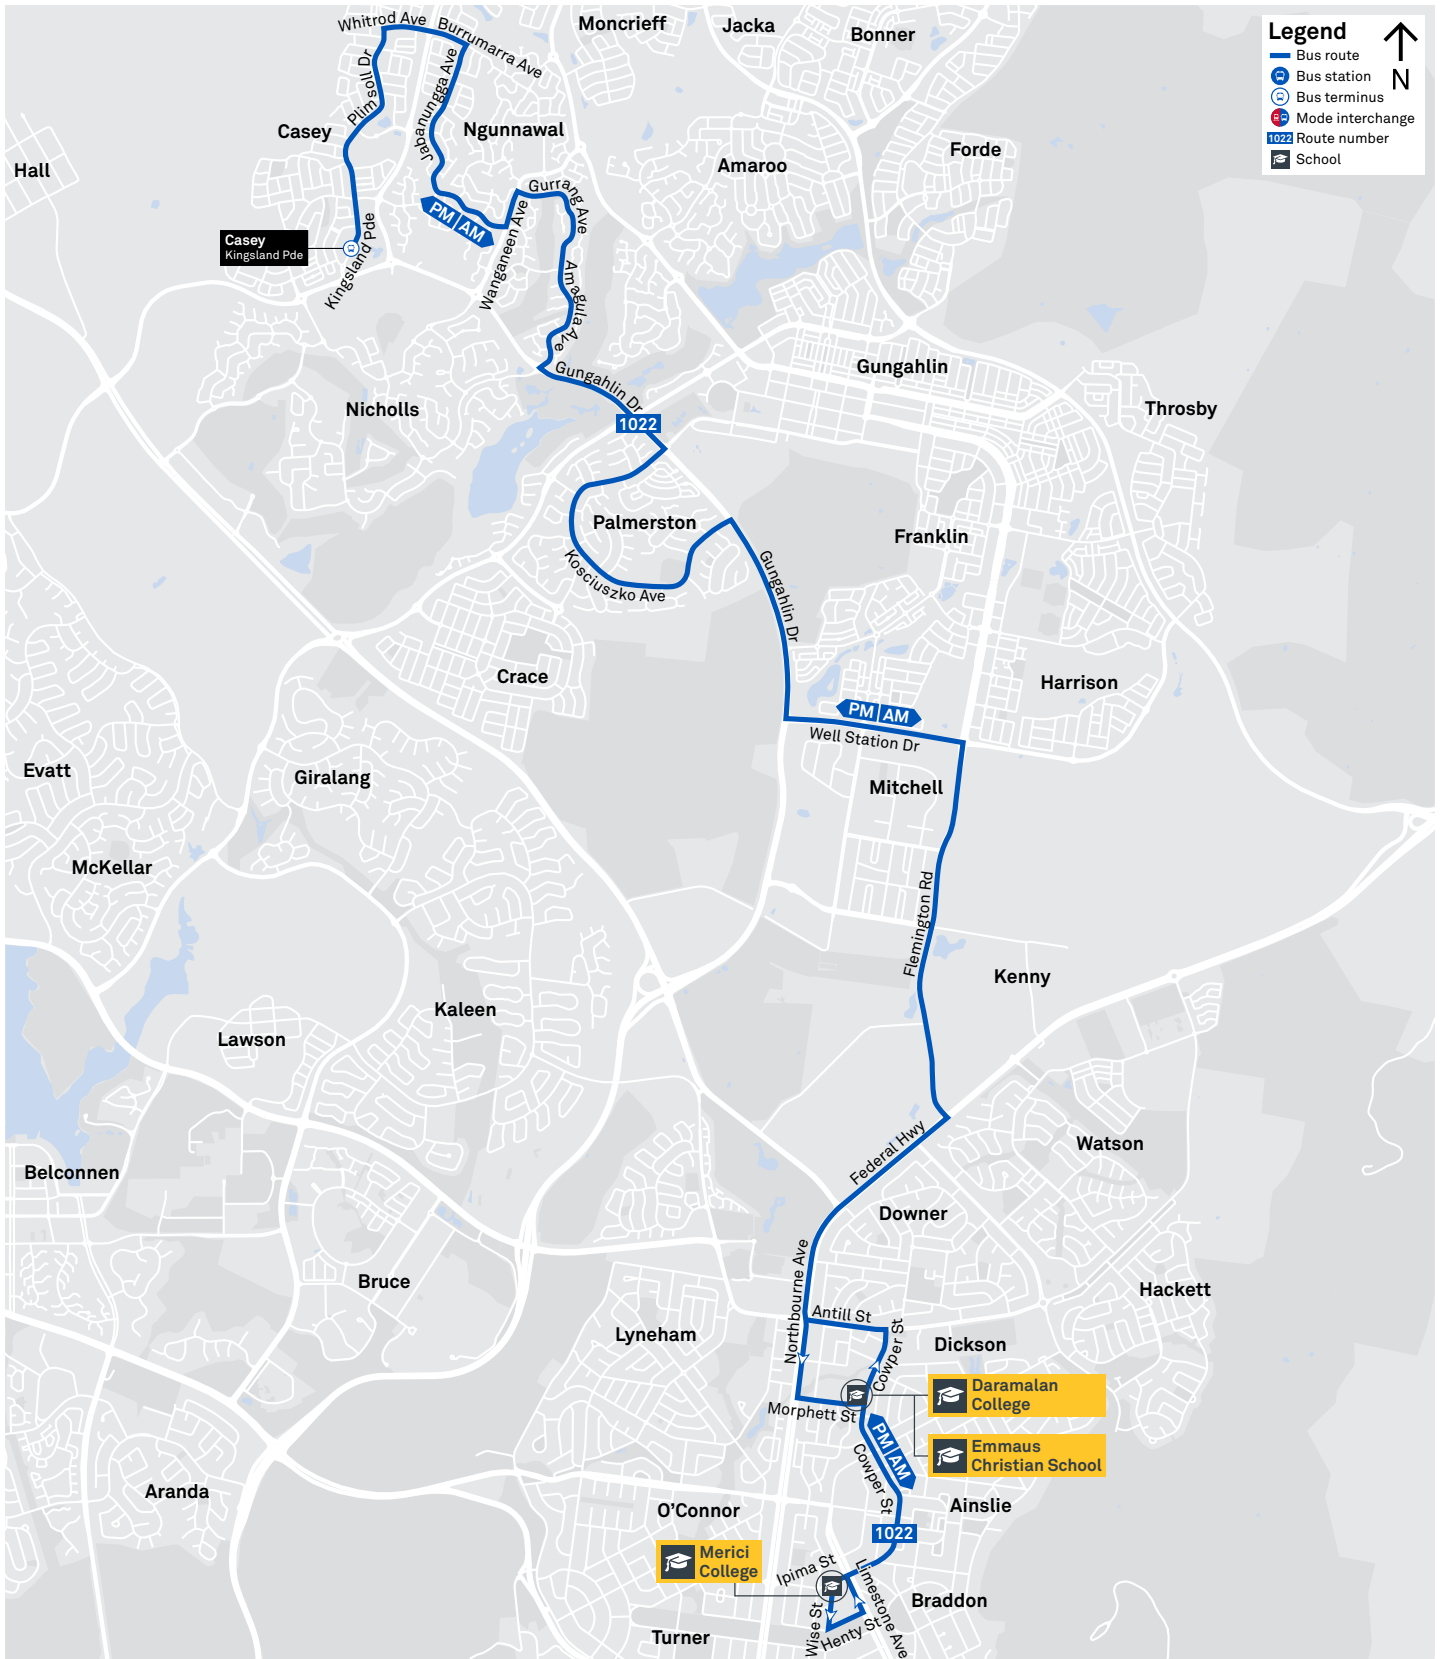 Whitrod Ave
Burrumarra Ave
Moncrieff
Jacka
Bonner
Legend
Bus route
Bus station
Bus terminus
Mode interchange
1022 Route number
School
N
Plimsoll Dr
Jabanungga Ave
Casey
Ngunnawal
Hall
Amaroo
Forde
PM AM
Gurrang Ave
Wanganeen Ave
Casey
Kingsland Pde
Kingsland Pde
Amagula Ave
Gungahlin Dr
Gungahlin
1022
Nicholls
Throsby
Palmerston
Franklin
Kosciuszko Ave
Gungahlin Dr
Crace
Harrison
PM AM
Well Station Dr
Evatt
Giralang
Mitchell
McKellar
Flemington Rd
Kenny
Kaleen
Lawson
Federal Hwy
Watson
Belconnen
Downer
Bruce
Northbourne Ave
Hackett
Antill St
Lyneham
Cowper St
Dickson
Daramalan
College
Morphett St
PM AM
Emmaus
Christian School
Cowper St
Aranda
O'Connor
Ainslie
1022
Merici
College
Ipima St
Limestone Ave
Braddon
Wise St
Henty St
Turner